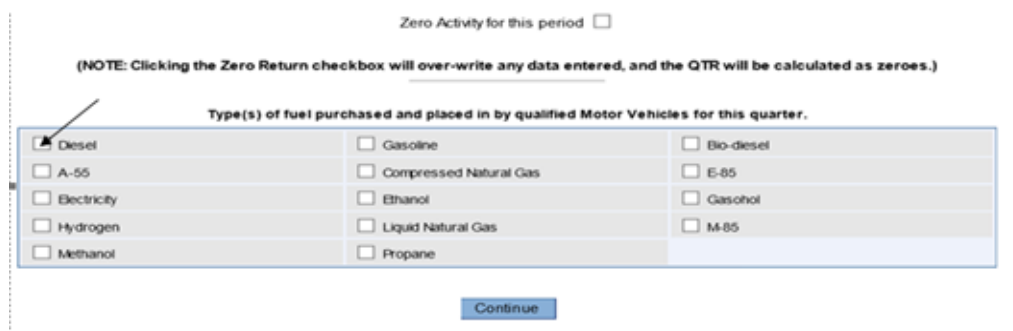 Zero Activity for this period
(NOTE: Clicking the Zero Return checkbox will over-write any data entered, and the QTR will be calculated as zeroes.)
Type(s) of fuel purchased and placed in by qualified Motor Vehicles for this quarter.
Diesel Gasoline Bio-diesel
A-55 Compressed Natural Gas E-85
Electricity Ethanol Gasohol
Hydrogen Liquid Natural Gas M-85
Methanol Propane
Continue